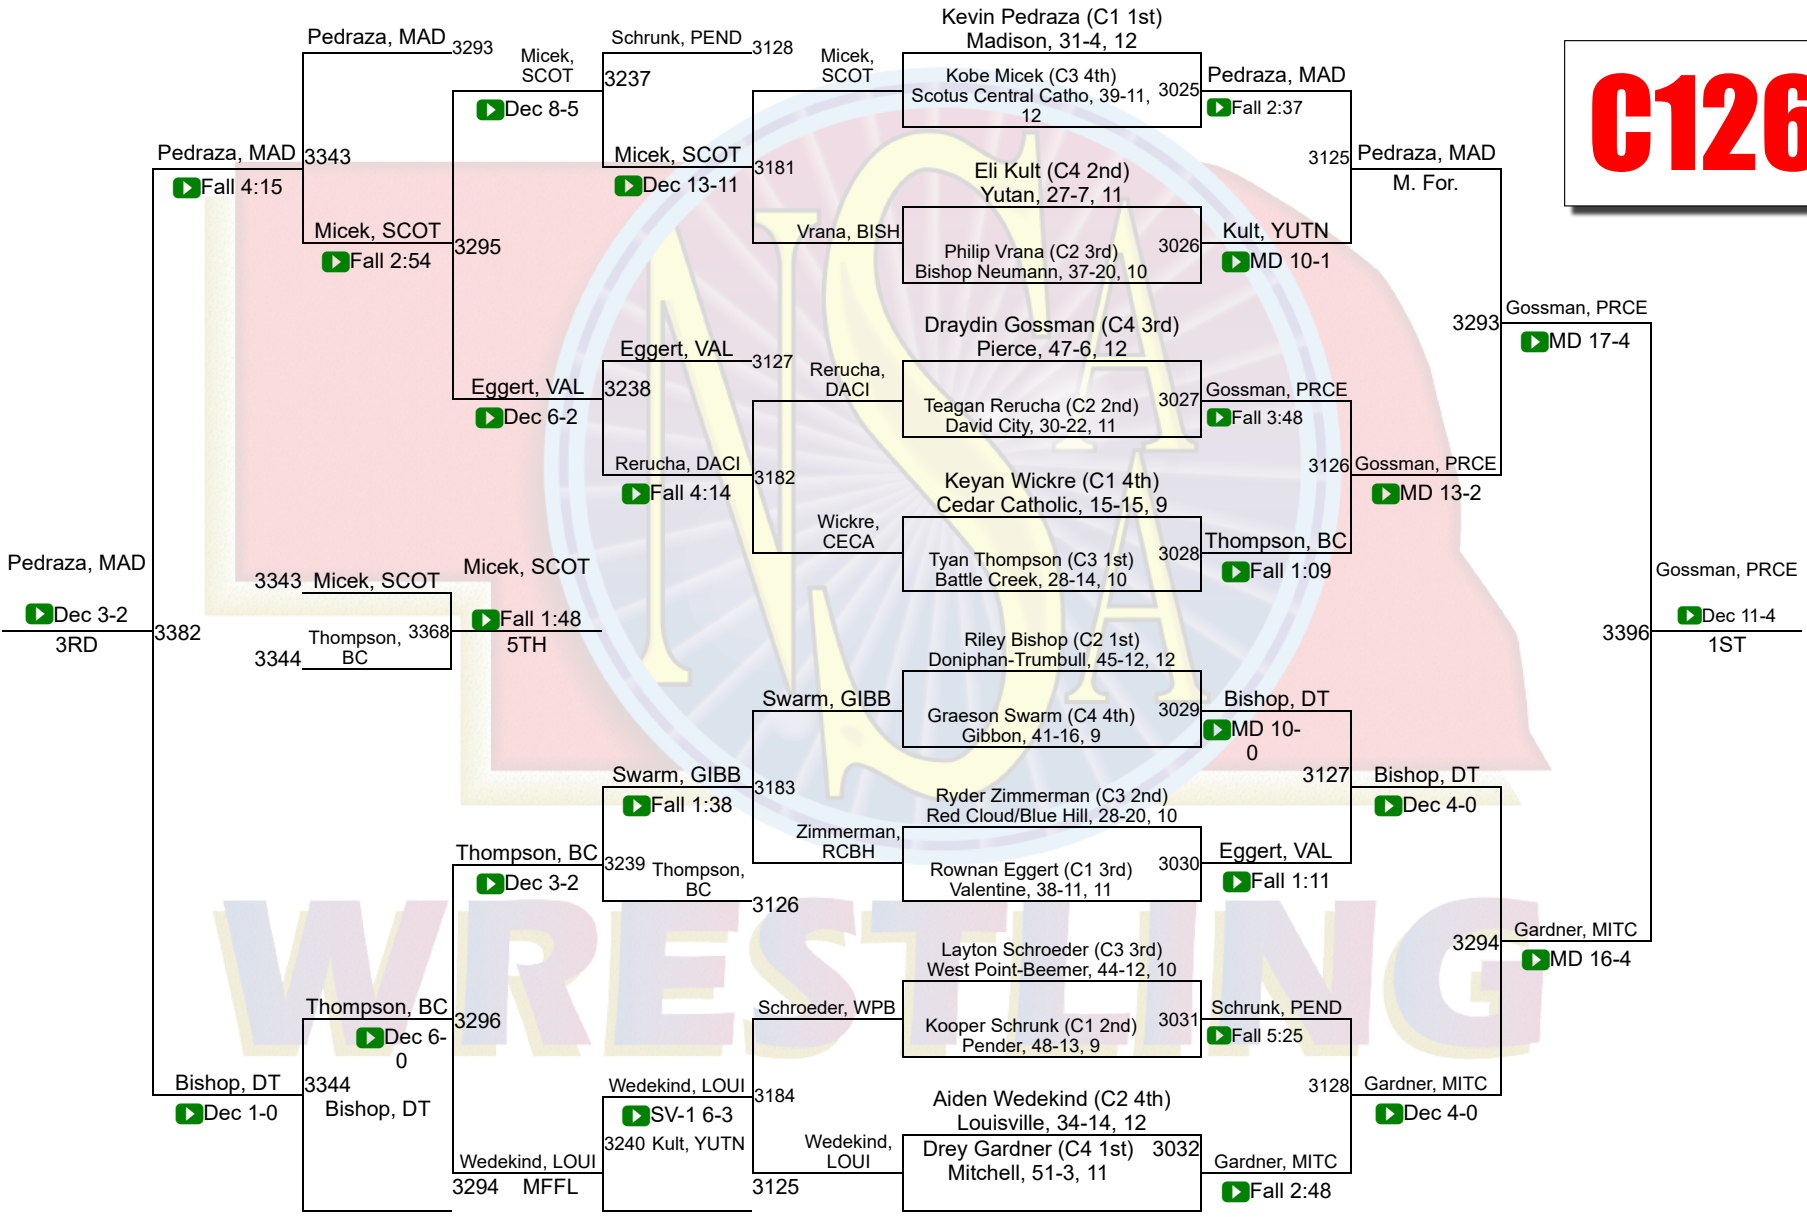 C126
Kevin Pedraza (C1 1st)
Madison, 31-4, 12
Kobe Micek (C3 4th)
Scotus Central Catho, 39-11,
12
3025
Pedraza, MAD
Fall 2:37
Eli Kult (C4 2nd)
Yutan, 27-7, 11
Philip Vrana (C2 3rd)
Bishop Neumann, 37-20, 10
3026
Kult, YUTN
MD 10-1
Draydin Gossman (C4 3rd)
Pierce, 47-6, 12
Teagan Rerucha (C2 2nd)
David City, 30-22, 11
3027
Gossman, PRCE
Fall 3:48
Keyan Wickre (C1 4th)
Cedar Catholic, 15-15, 9
Tyan Thompson (C3 1st)
Battle Creek, 28-14, 10
3028
Thompson, BC
Fall 1:09
Riley Bishop (C2 1st)
Doniphan-Trumbull, 45-12, 12
Graeson Swarm (C4 4th)
Gibbon, 41-16, 9
3029
Bishop, DT
MD 10-
0
Ryder Zimmerman (C3 2nd)
Red Cloud/Blue Hill, 28-20, 10
Rownan Eggert (C1 3rd)
Valentine, 38-11, 11
3030
Eggert, VAL
Fall 1:11
Layton Schroeder (C3 3rd)
West Point-Beemer, 44-12, 10
Kooper Schrunk (C1 2nd)
Pender, 48-13, 9
3031
Schrunk, PEND
Fall 5:25
Aiden Wedekind (C2 4th)
Louisville, 34-14, 12
Drey Gardner (C4 1st)
Mitchell, 51-3, 11
3032
Gardner, MITC
Fall 2:48
3125
Pedraza, MAD
M. For.
3126
Gossman, PRCE
MD 13-2
3127
Bishop, DT
Dec 4-0
3128
Gardner, MITC
Dec 4-0
3293
Gossman, PRCE
MD 17-4
3294
Gardner, MITC
MD 16-4
3396
Gossman, PRCE
Dec 11-4
1ST
Micek,
SCOT
Vrana, BISH
3181
Micek, SCOT
Dec 13-11
Rerucha,
DACI
Wickre,
CECA
3182
Rerucha, DACI
Fall 4:14
Swarm, GIBB
Zimmerman,
RCBH
3183
Swarm, GIBB
Fall 1:38
Schroeder, WPB
Wedekind,
LOUI
3184
Wedekind, LOUI
SV-1 6-3
Schrunk, PEND
3128
3237
Micek,
SCOT
Dec 8-5
Eggert, VAL
3127
3238
Eggert, VAL
Dec 6-2
Thompson,
BC
3126
3239
Thompson, BC
Dec 3-2
3240 Kult, YUTN
3125
Wedekind, LOUI
MFFL
3295
Micek, SCOT
Fall 2:54
3296
Thompson, BC
Dec 6-
0
Pedraza, MAD
3293
3343
Pedraza, MAD
Fall 4:15
3344
Bishop, DT
3294
Bishop, DT
Dec 1-0
3382
Pedraza, MAD
Dec 3-2
3RD
3343
Micek, SCOT
3344
Thompson,
BC
3368
Micek, SCOT
Fall 1:48
5TH
NSAA
WRESTLING